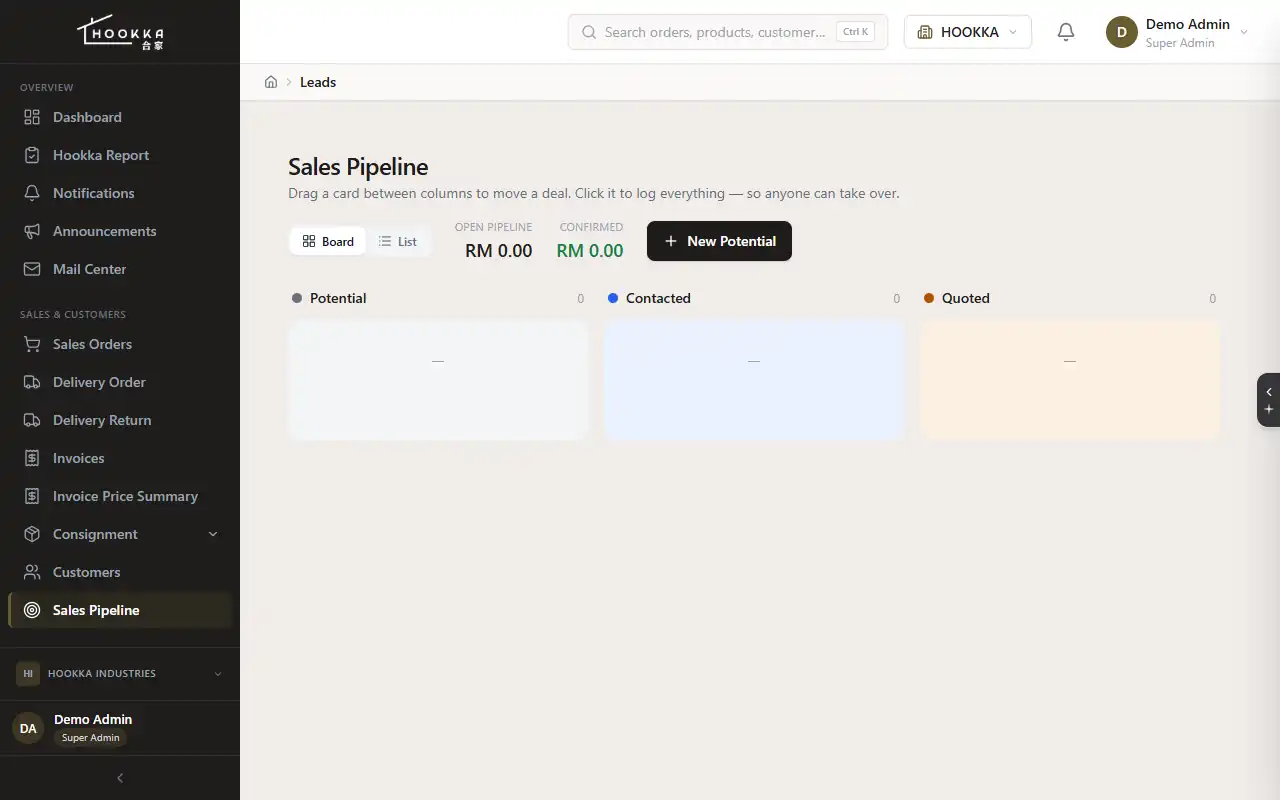 HOOKKA
合家
Search orders, products, customer... Ctrl K
HOOKKA
D
Demo Admin
Super Admin
Leads
OVERVIEW
Dashboard
Hookka Report
Notifications
Announcements
Mail Center
SALES & CUSTOMERS
Sales Orders
Delivery Order
Delivery Return
Invoices
Invoice Price Summary
Consignment
Customers
Sales Pipeline
HI HOOKKA INDUSTRIES
DA
Demo Admin
Super Admin
Sales Pipeline
Drag a card between columns to move a deal. Click it to log everything — so anyone can take over.
Board List
OPEN PIPELINE
RM 0.00
CONFIRMED
RM 0.00
New Potential
Potential 0
—
Contacted 0
—
Quoted 0
—